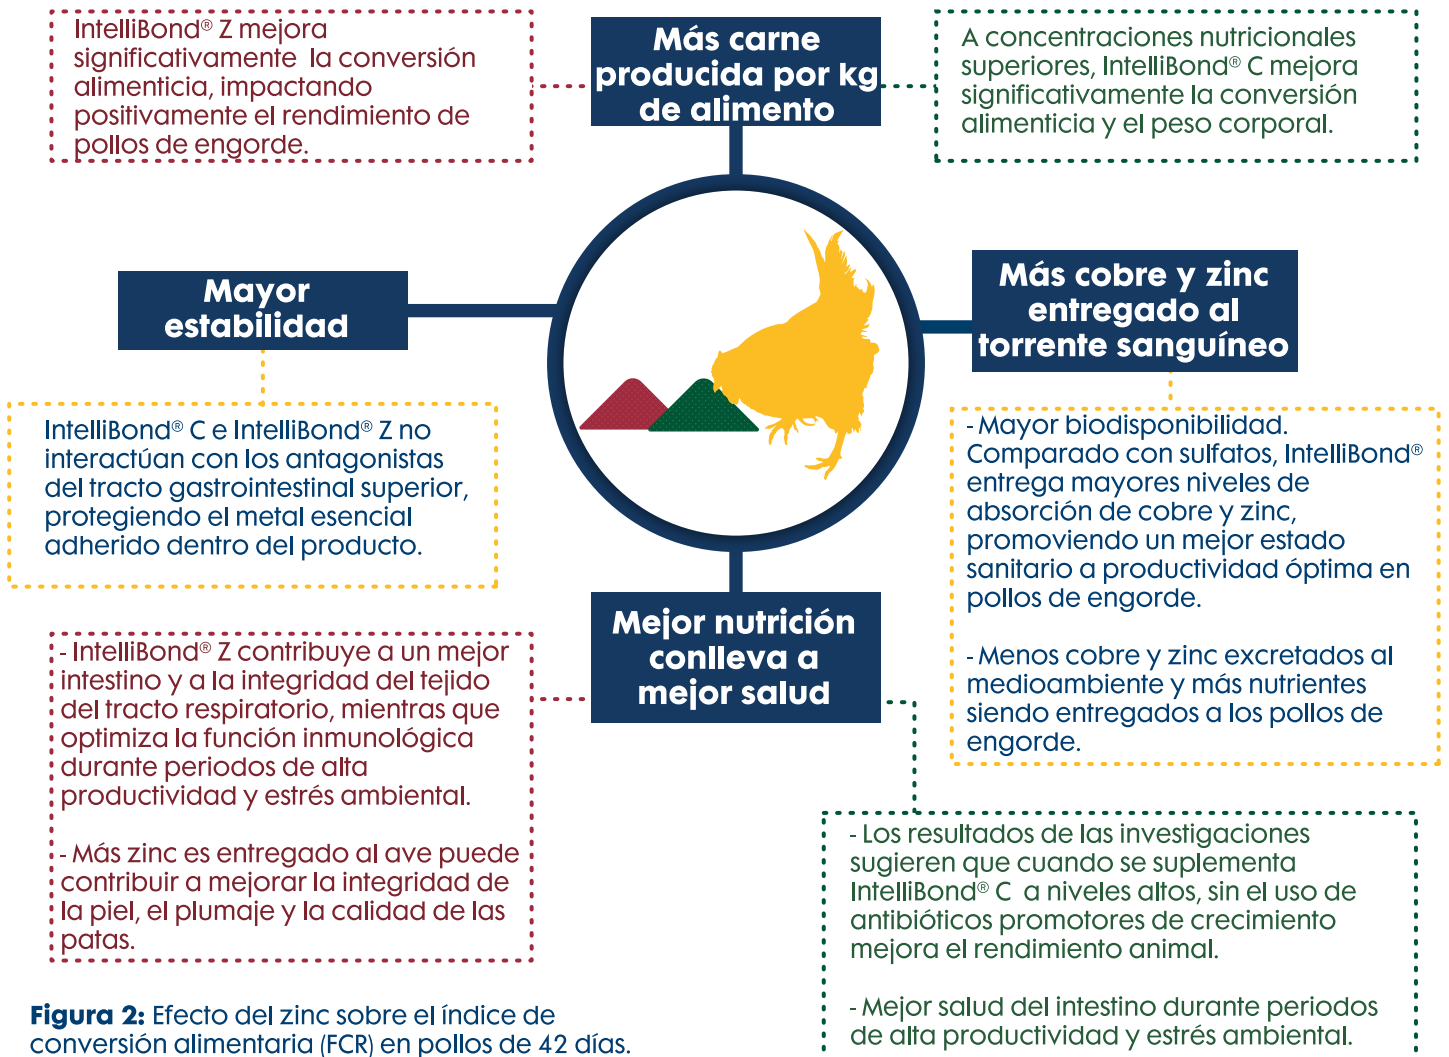 IntelliBond® Z mejora
significativamente la conversión
alimenticia, impactando
positivamente el rendimiento de
pollos de engorde.
Más carne
producida por kg
de alimento
A concentraciones nutricionales
superiores, IntelliBond® C mejora
significativamente la conversión
alimenticia y el peso corporal.
Mayor
estabilidad
Más cobre y zinc
entregado al
torrente sanguíneo
IntelliBond® C e IntelliBond® Z no
interactúan con los antagonistas
del tracto gastrointestinal superior,
protegiendo el metal esencial
adherido dentro del producto.
- Mayor biodisponibilidad.
Comparado con sulfatos, IntelliBond®
entrega mayores niveles de
absorción de cobre y zinc,
promoviendo un mejor estado
sanitario a productividad óptima en
pollos de engorde.
- Menos cobre y zinc excretados al
medioambiente y más nutrientes
siendo entregados a los pollos de
engorde.
Mejor nutrición
conlleva a
mejor salud
- IntelliBond® Z contribuye a un mejor
intestino y a la integridad del tejido
del tracto respiratorio, mientras que
optimiza la función inmunológica
durante periodos de alta
productividad y estrés ambiental.
- Más zinc es entregado al ave puede
contribuir a mejorar la integridad de
la piel, el plumaje y la calidad de las
patas.
- Los resultados de las investigaciones
sugieren que cuando se suplementa
IntelliBond® C a niveles altos, sin el uso de
antibióticos promotores de crecimiento
mejora el rendimiento animal.
- Mejor salud del intestino durante periodos
de alta productividad y estrés ambiental.
Figura 2: Efecto del zinc sobre el índice de
conversión alimentaria (FCR) en pollos de 42 días.